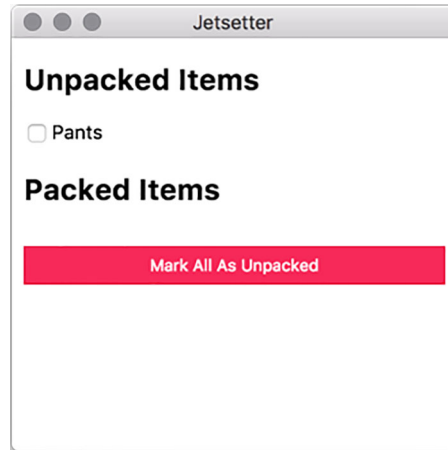 Jetsetter
Unpacked Items
Pants
Packed Items
Mark All As Unpacked